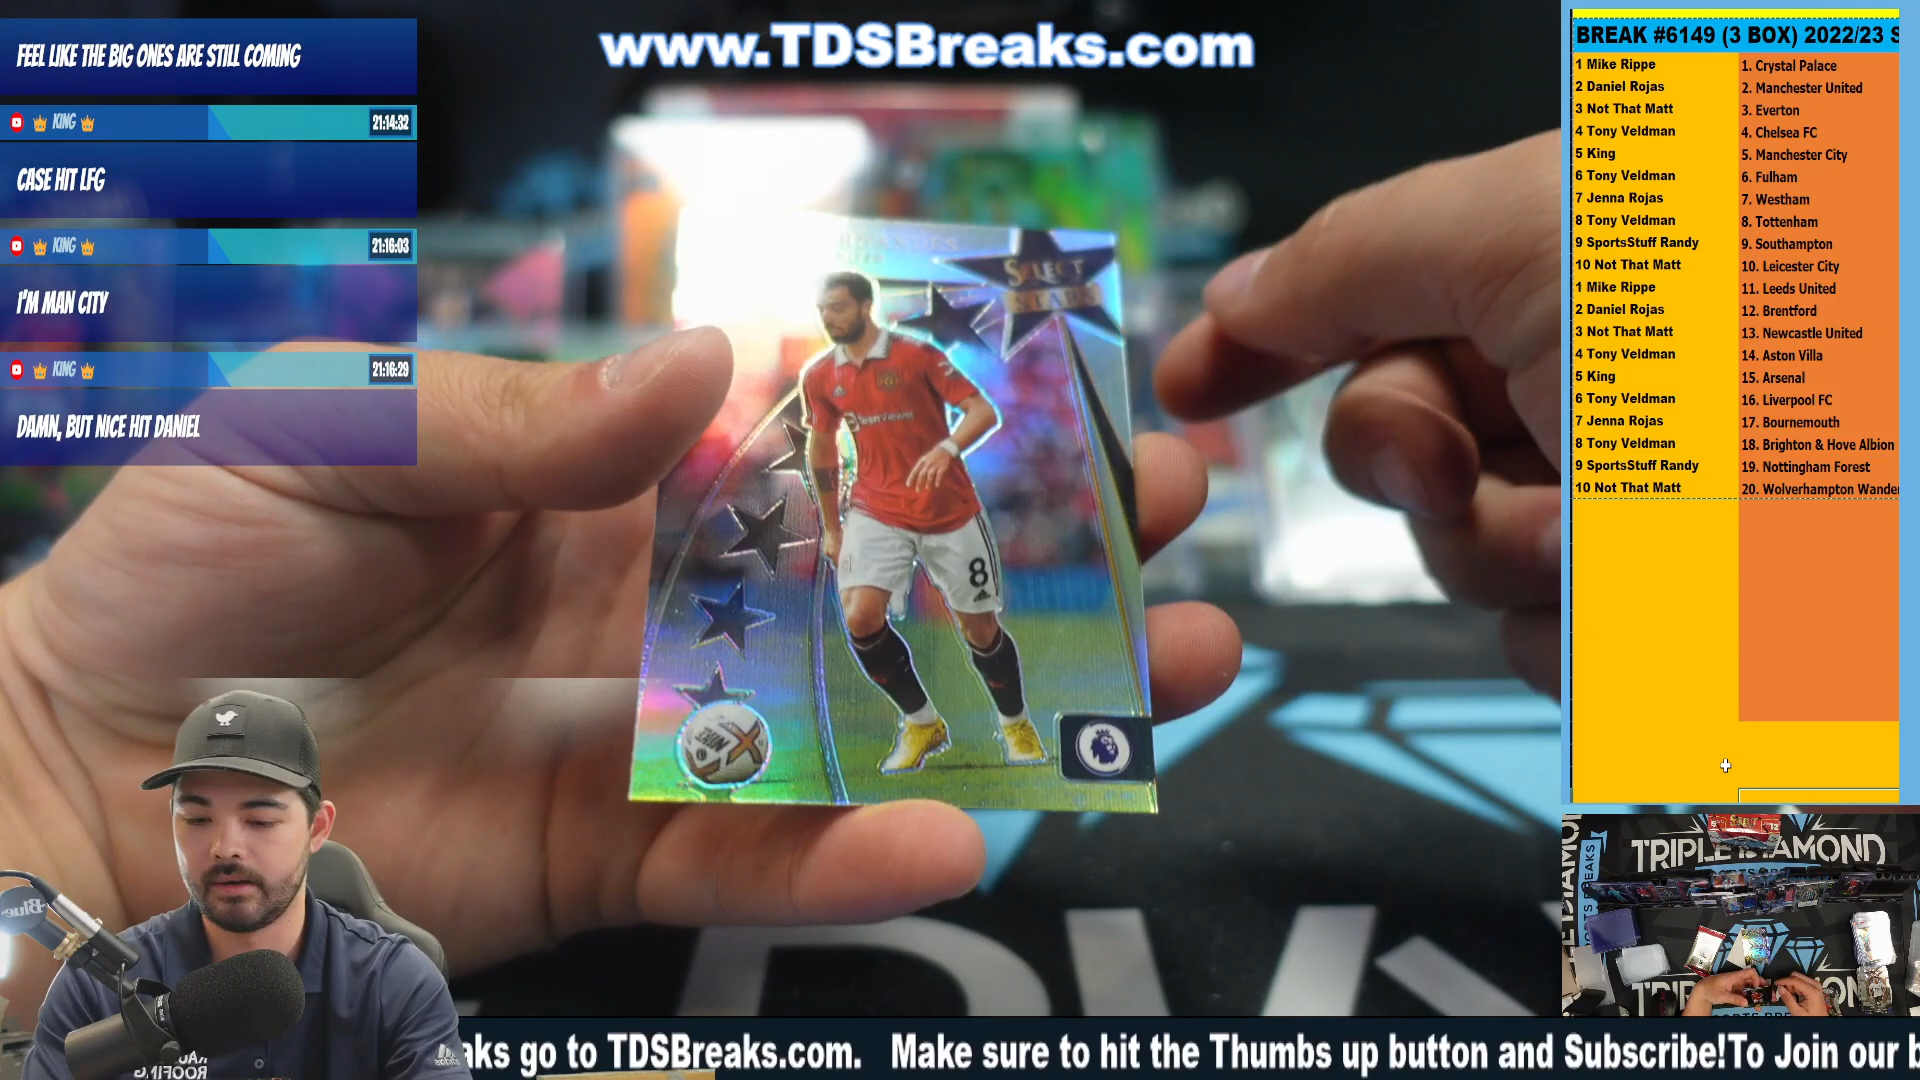 www.TDSBreaks.com
FEEL LIKE THE BIG ONES ARE STILL COMING
KING 21:14:32
CASE HIT LFG
KING 21:16:03
I'M MAN CITY
KING 21:16:29
DAMN, BUT NICE HIT DANIEL
SELECT
STARS
TeamViewer
8
BREAK #6149 (3 BOX) 2022/23 S
1 Mike Rippe 1. Crystal Palace
2 Daniel Rojas 2. Manchester United
3 Not That Matt 3. Everton
4 Tony Veldman 4. Chelsea FC
5 King 5. Manchester City
6 Tony Veldman 6. Fulham
7 Jenna Rojas 7. Westham
8 Tony Veldman 8. Tottenham
9 SportsStuff Randy 9. Southampton
10 Not That Matt 10. Leicester City
1 Mike Rippe 11. Leeds United
2 Daniel Rojas 12. Brentford
3 Not That Matt 13. Newcastle United
4 Tony Veldman 14. Aston Villa
5 King 15. Arsenal
6 Tony Veldman 16. Liverpool FC
7 Jenna Rojas 17. Bournemouth
8 Tony Veldman 18. Brighton & Hove Albion
9 SportsStuff Randy 19. Nottingham Forest
10 Not That Matt 20. Wolverhampton Wander
TRIPLE DIAMOND
Blue
adidas
ROOFING
aks go to TDSBreaks.com. Make sure to hit the Thumbs up button and Subscribe!To Join our b